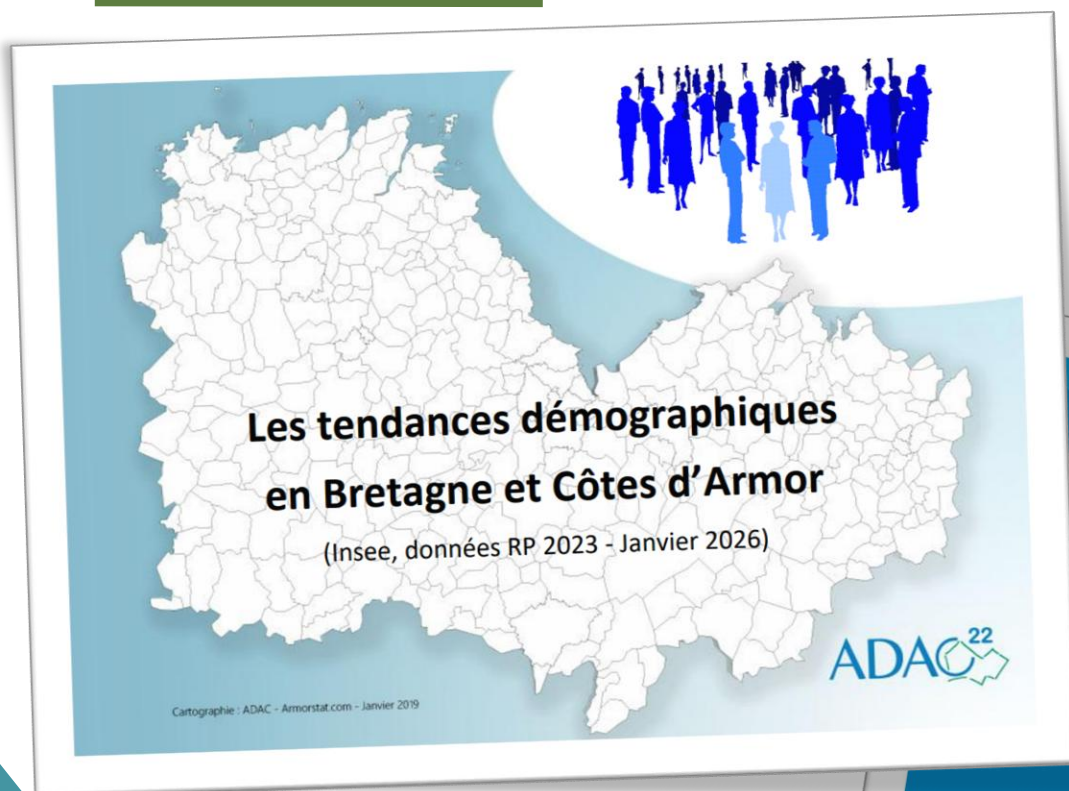 Les tendances démographiques
en Bretagne et Côtes d'Armor
(Insee, données RP 2023 - Janvier 2026)
ADAC 22
Cartographie : ADAC - Armorstat.com - Janvier 2019